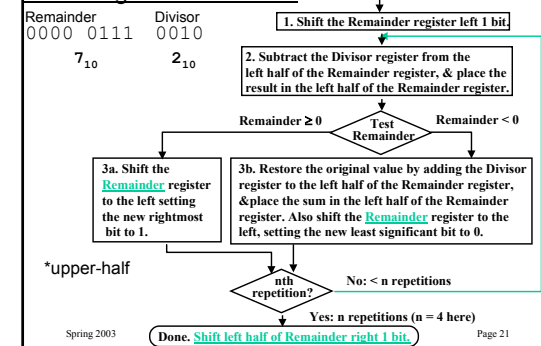 Remainder Divisor
0000 0111 0010
7₁₀ 2₁₀
1. Shift the Remainder register left 1 bit.
2. Subtract the Divisor register from the
left half of the Remainder register, & place the
result in the left half of the Remainder register.
Remainder ≥ 0
Test
Remainder
Remainder < 0
3a. Shift the
Remainder register
to the left setting
the new rightmost
bit to 1.
3b. Restore the original value by adding the Divisor
register to the left half of the Remainder register,
&place the sum in the left half of the Remainder
register. Also shift the Remainder register to the
left, setting the new least significant bit to 0.
*upper-half
nth
repetition?
No: < n repetitions
Yes: n repetitions (n = 4 here)
Spring 2003
Done. Shift left half of Remainder right 1 bit.
Page 21